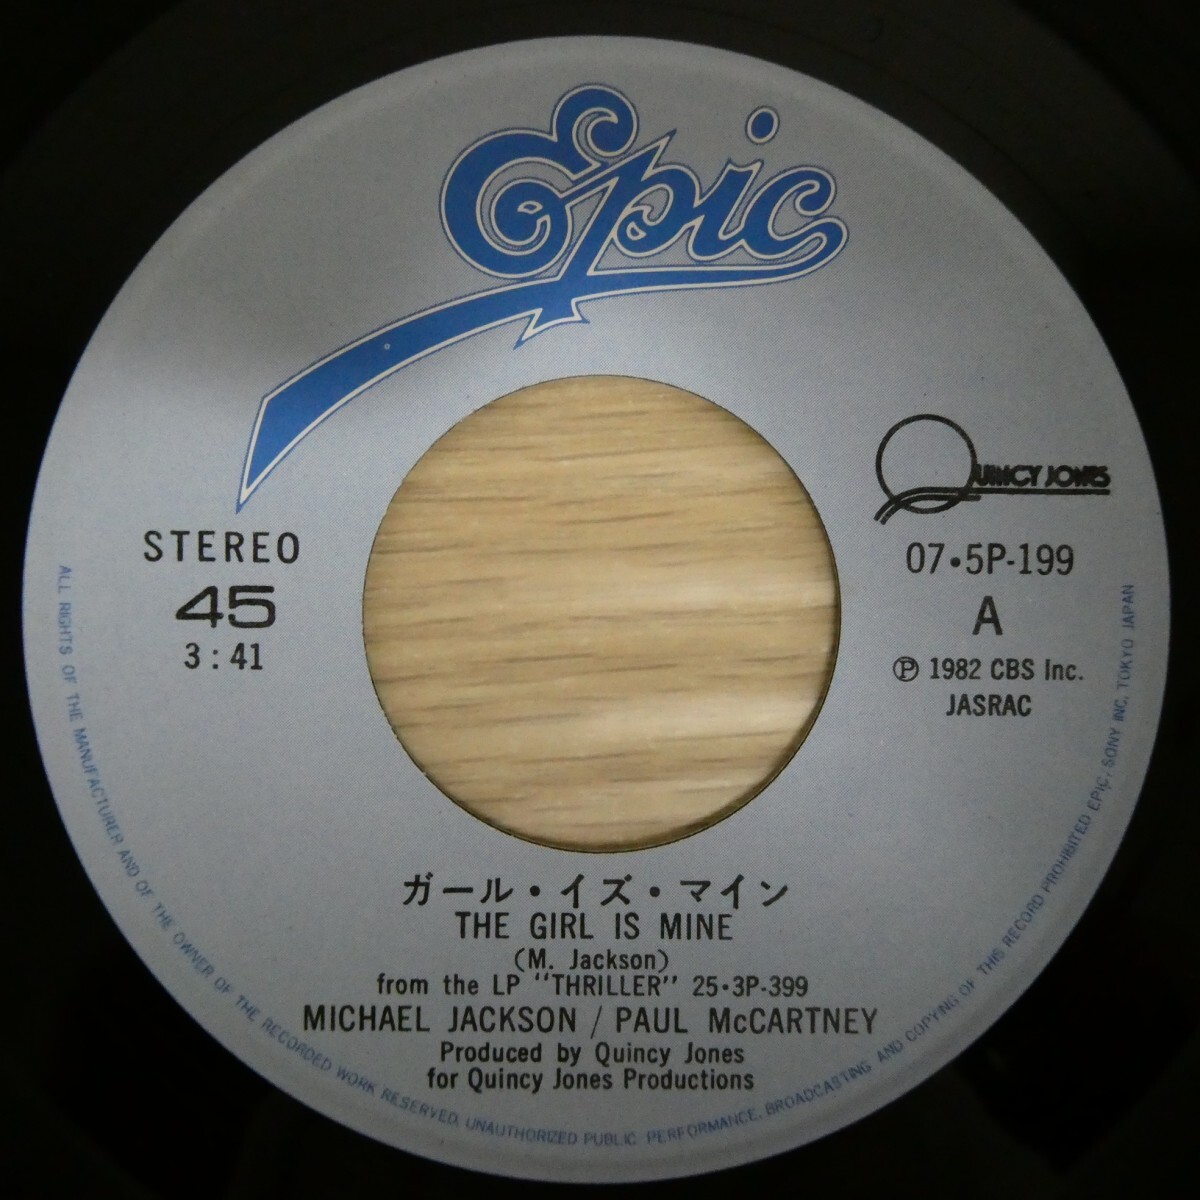 Epic
QUINCY JONES
STEREO
45
3:41
07・5P-199
A
Ⓟ 1982 CBS Inc.
JASRAC
ガール・イズ・マイン
THE GIRL IS MINE
(M. Jackson)
from the LP "THRILLER" 25・3P-399
MICHAEL JACKSON / PAUL McCARTNEY
Produced by Quincy Jones
for Quincy Jones Productions
ALL RIGHTS OF THE MANUFACTURER AND OF THE OWNER OF THE RECORDED WORK RESERVED, UNAUTHORIZED PUBLIC PERFORMANCE, BROADCASTING AND COPYING OF THIS RECORD PROHIBITED EPIC/SONY INC. TOKYO JAPAN